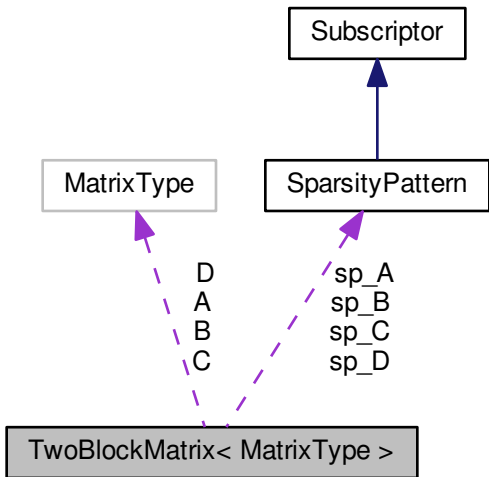 Subscriptor
MatrixType
SparsityPattern
D
A
B
C
sp_A
sp_B
sp_C
sp_D
TwoBlockMatrix< MatrixType >